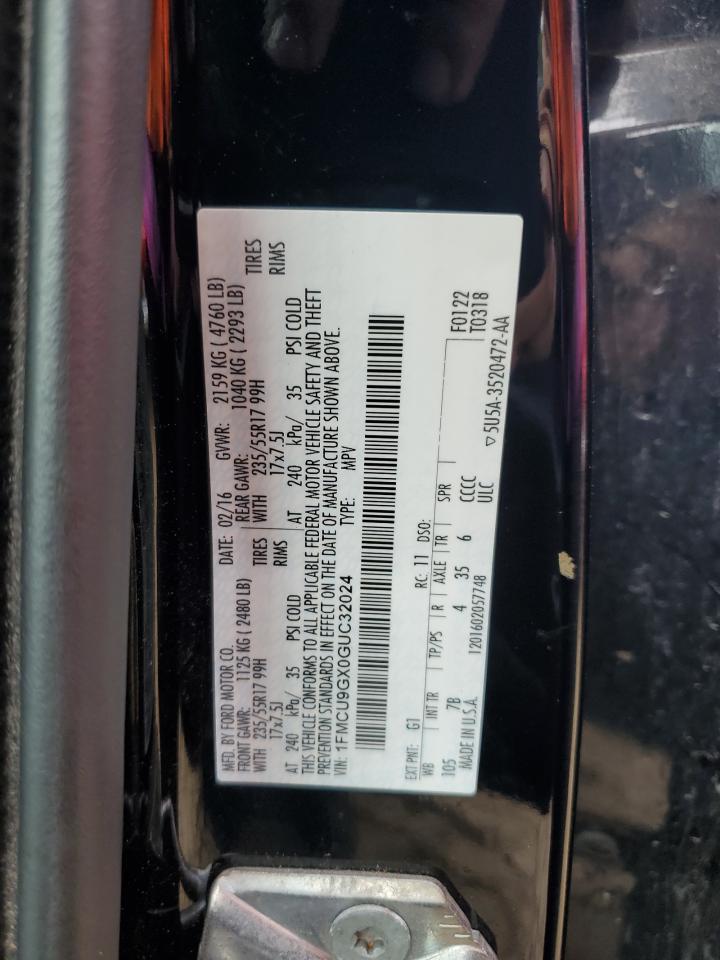 MFD. BY FORD MOTOR CO.
DATE: 02/16 GVWR: 2159 KG ( 4760 LB)
FRONT GAWR: 1125 KG ( 2480 LB) REAR GAWR: 1040 KG ( 2293 LB)
WITH 235/55R17 99H TIRES WITH 235/55R17 99H TIRES
17x7.5J RIMS 17x7.5J RIMS
AT 240 kPa/ 35 PSI COLD AT 240 kPa/ 35 PSI COLD
THIS VEHICLE CONFORMS TO ALL APPLICABLE FEDERAL MOTOR VEHICLE SAFETY AND THEFT
PREVENTION STANDARDS IN EFFECT ON THE DATE OF MANUFACTURE SHOWN ABOVE.
VIN: 1FMCU9GX0GUC32024 TYPE: MPV
F0122
T0318
EXT PNT: G1 RC: 11 DSO:
WB INT TR TP/PS R AXLE TR SPR
105 7B 4 35 6 CCCC
MADE IN U.S.A. 1201602057748 ULC
▽5U5A-3520472-AA